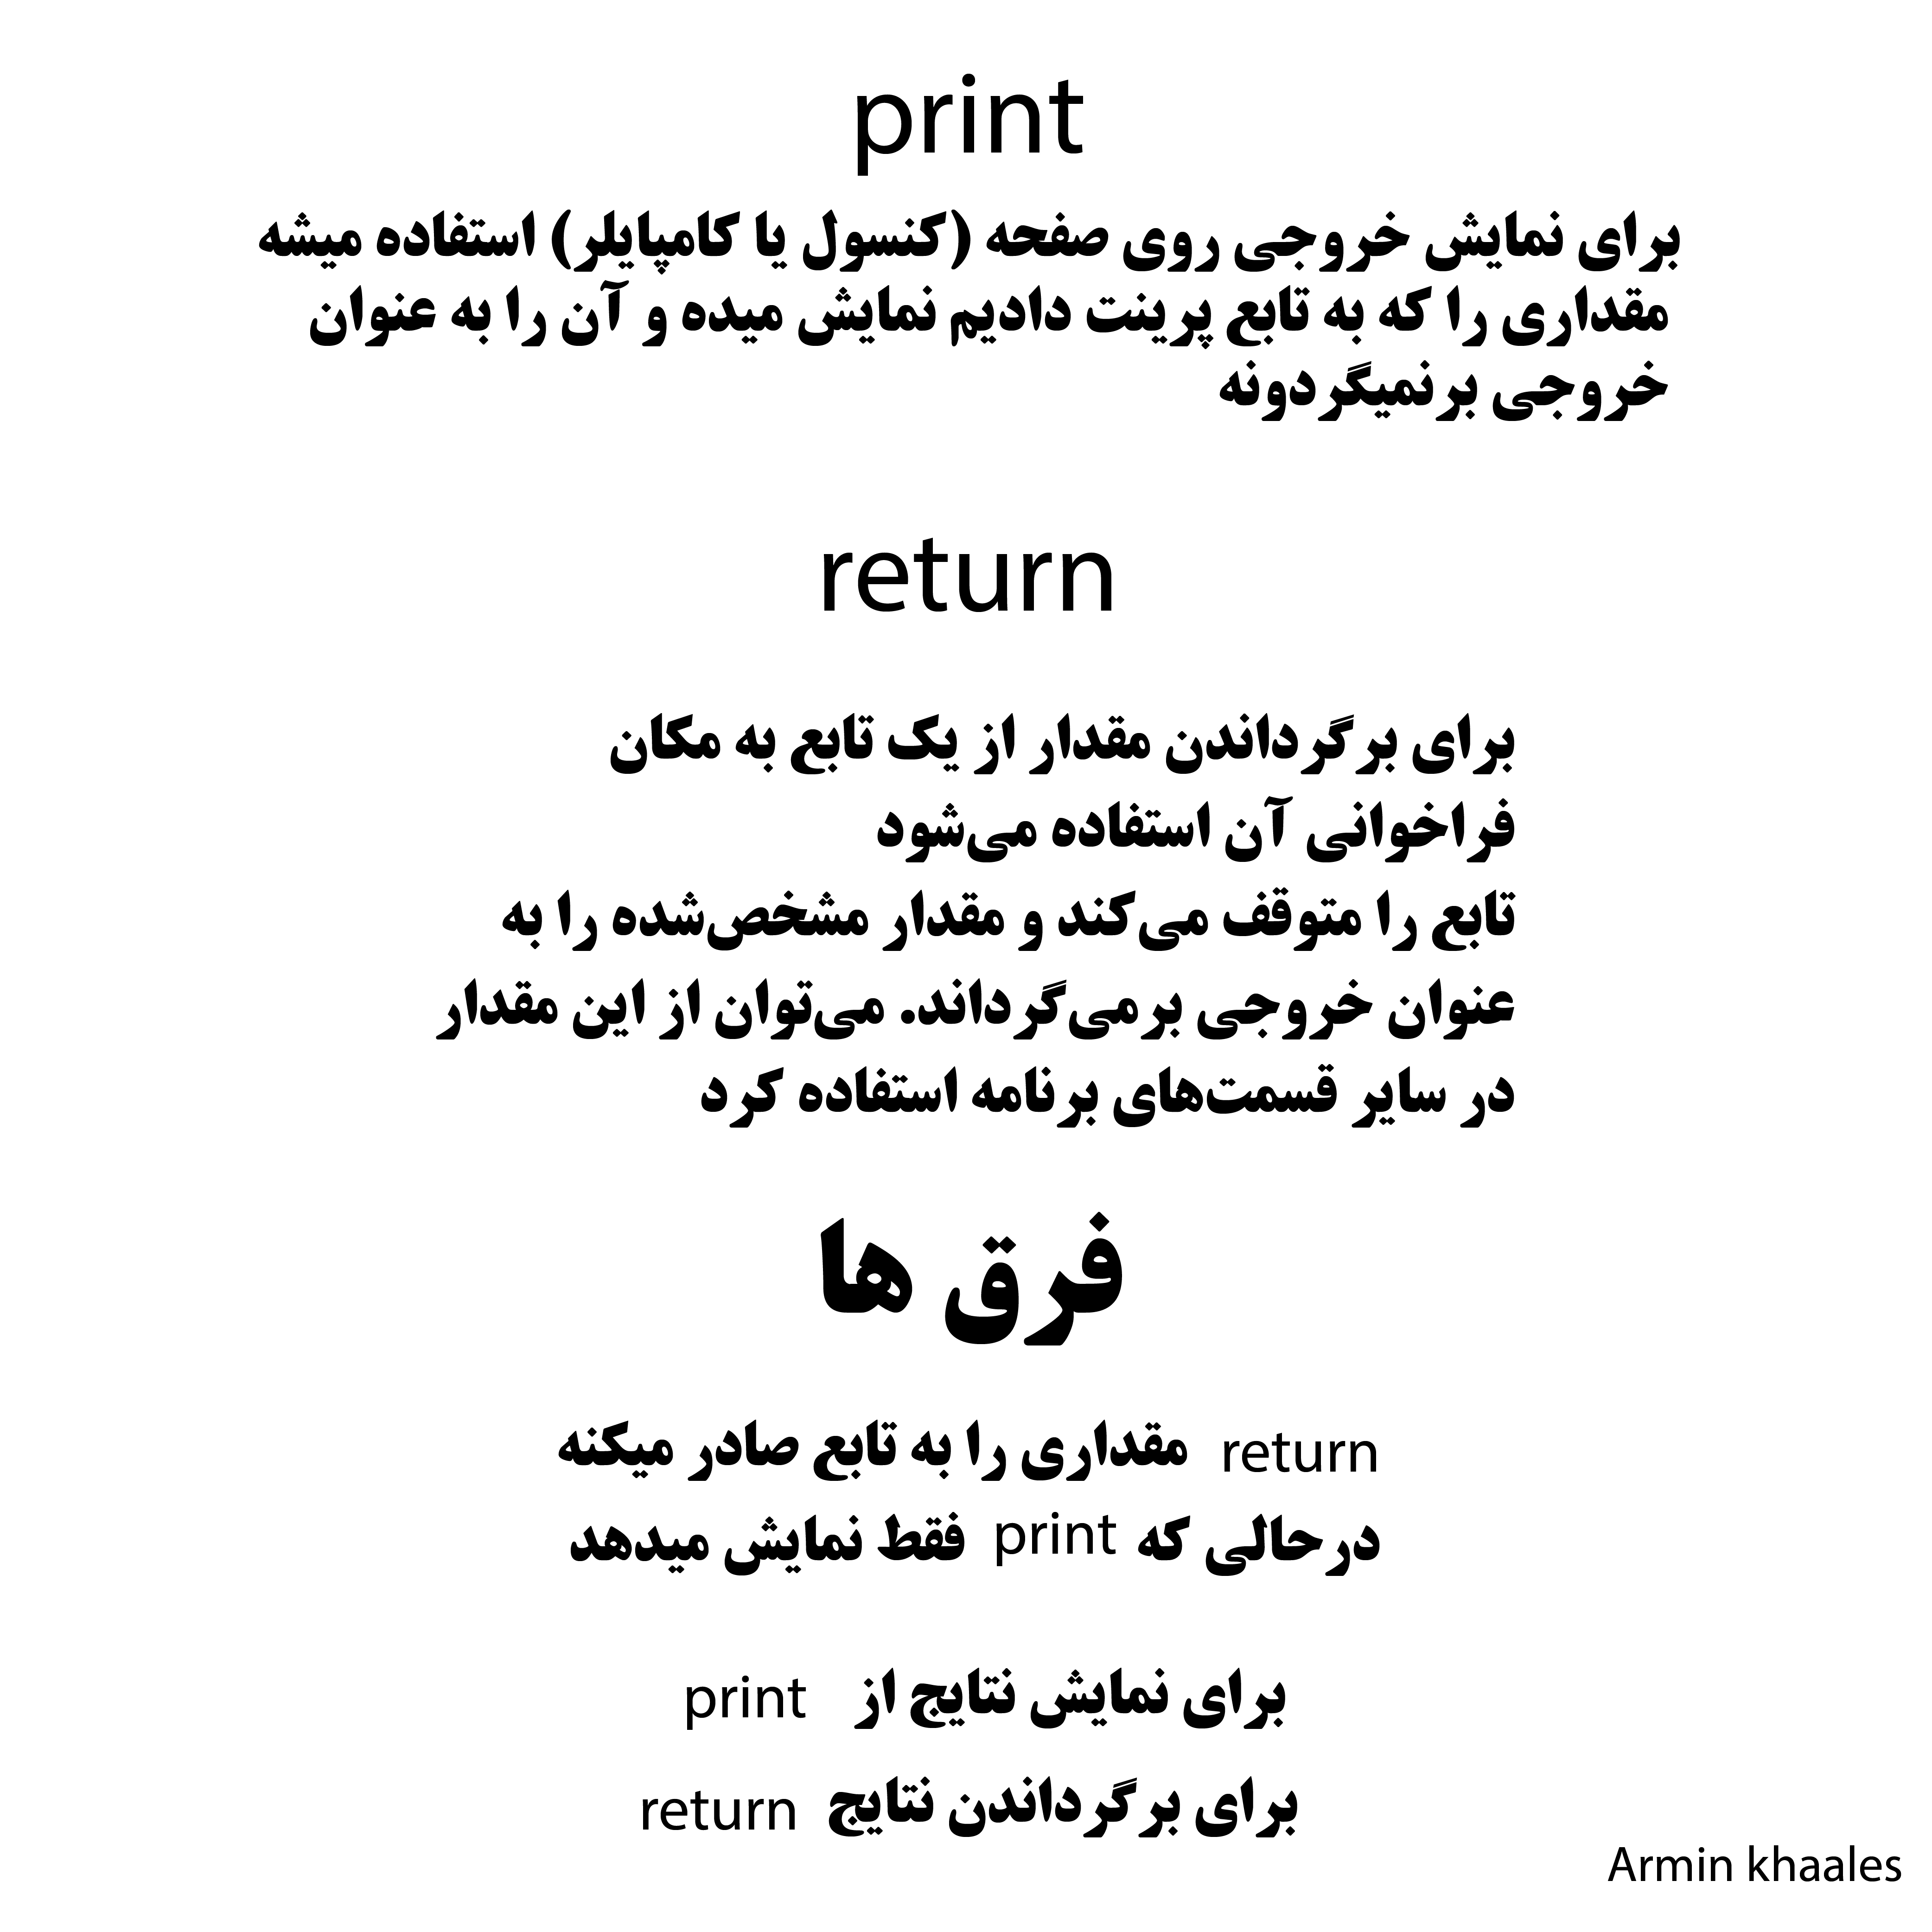 print
برای نمایش خروجی روی صفحه (کنسول یا کامپایلر) استفاده میشه
مقداری را که به تابع پرینت دادیم نمایش میده و آن را به عنوان
خروجی برنمیگردونه
return
برای برگرداندن مقدار از یک تابع به مکان
فراخوانی آن استفاده می‌شود
تابع را متوقف می‌کند و مقدار مشخص‌شده را به
عنوان خروجی برمی‌گرداند. می‌توان از این مقدار
در سایر قسمت‌های برنامه استفاده کرد
فرق ها
return مقداری را به تابع صادر میکنه
درحالی که print فقط نمایش میدهد
برای نمایش نتایج از print
برای برگرداندن نتایج return
Armin khaales